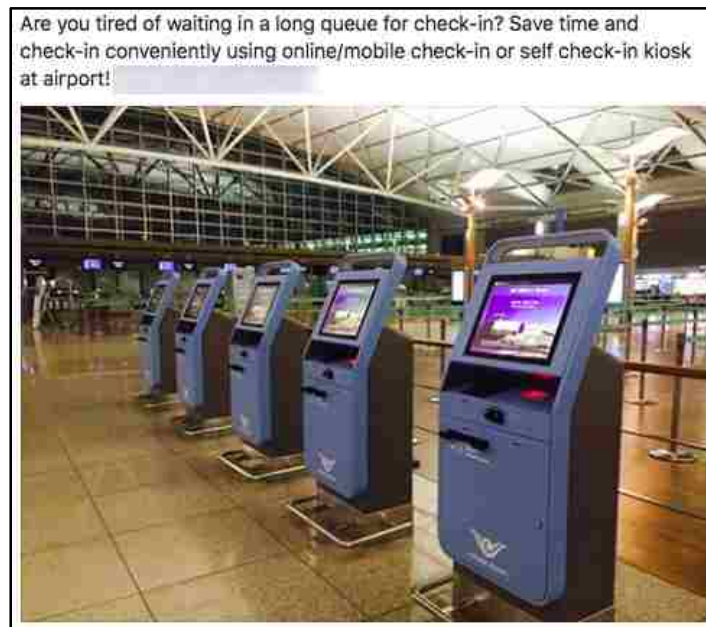 Are you tired of waiting in a long queue for check-in? Save time and
check-in conveniently using online/mobile check-in or self check-in kiosk
at airport!